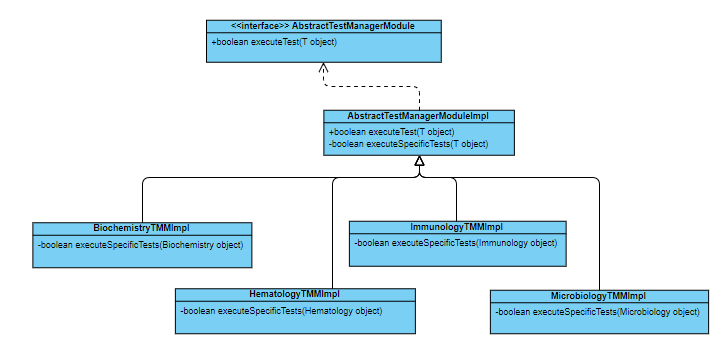 <<interface>> AbstractTestManagerModule
+boolean executeTest(T object)
AbstractTestManagerModuleImpl
+boolean executeTest(T object)
-boolean executeSpecificTests(T object)
BiochemistryTMMImpl
-boolean executeSpecificTests(Biochemistry object)
ImmunologyTMMImpl
-boolean executeSpecificTests(Immunology object)
HematologyTMMImpl
-boolean executeSpecificTests(Hematology object)
MicrobiologyTMMImpl
-boolean executeSpecificTests(Microbiology object)